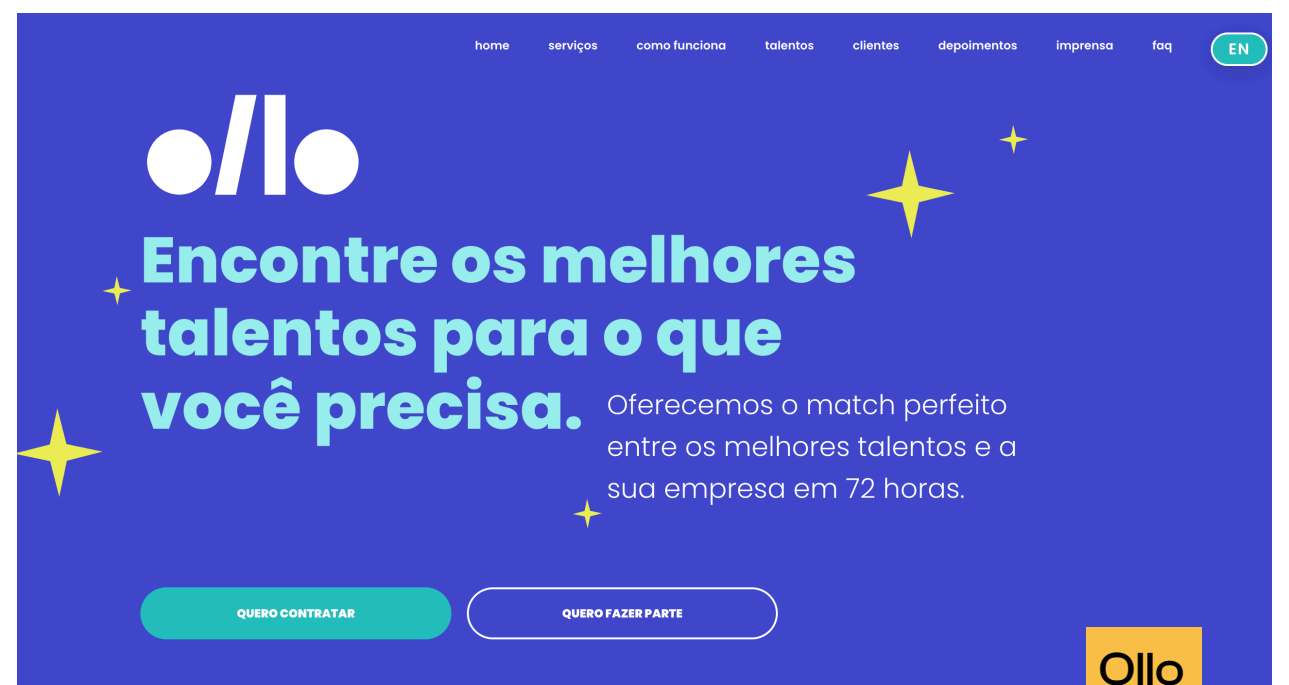 home serviços como funciona talentos clientes depoimentos imprensa faq EN
ollo
Encontre os melhores
talentos para o que
você precisa.
Oferecemos o match perfeito
entre os melhores talentos e a
sua empresa em 72 horas.
QUERO CONTRATAR QUERO FAZER PARTE
Ollo